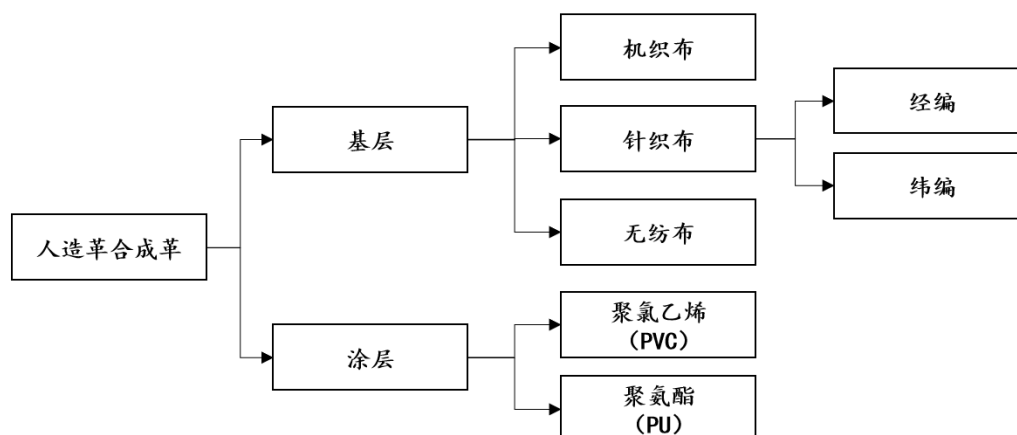 机织布
经编
基层
针织布
纬编
人造革合成革
无纺布
聚氯乙烯
（PVC）
涂层
聚氨酯
（PU）